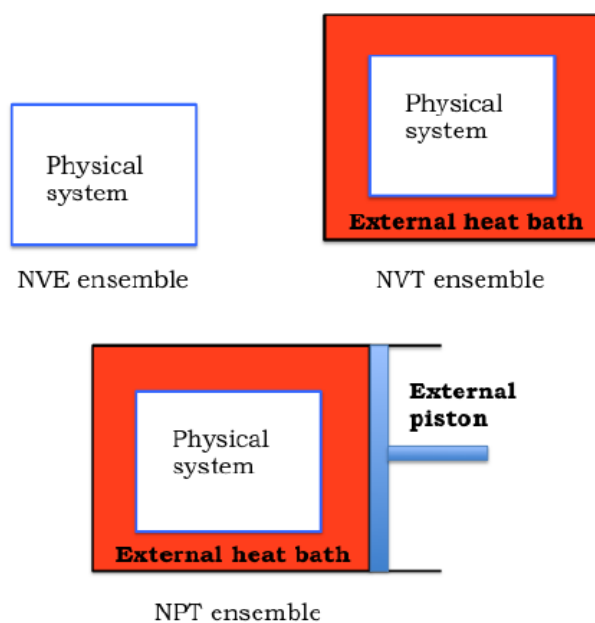 Physical
system
NVE ensemble
Physical
system
External heat bath
NVT ensemble
Physical
system
External heat bath
External
piston
NPT ensemble